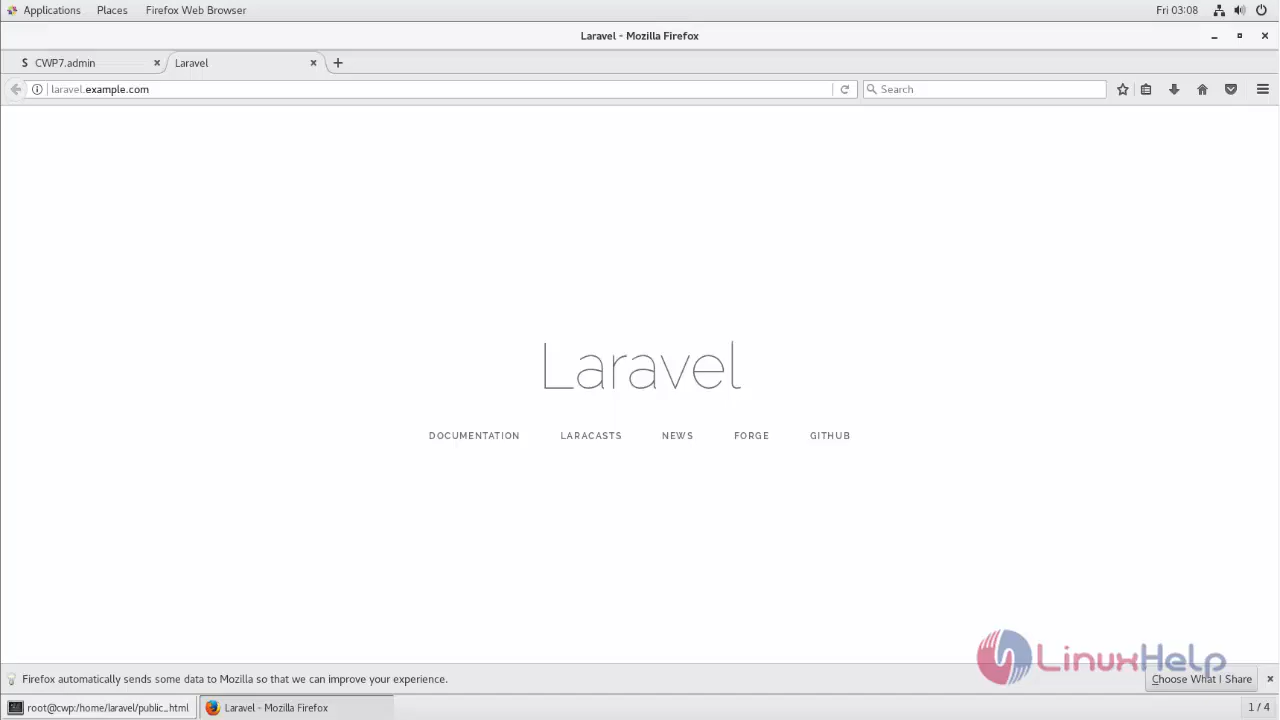 Applications Places Firefox Web Browser Fri 03:08
Laravel - Mozilla Firefox
CWP7.admin Laravel
laravel.example.com Search
Laravel
DOCUMENTATION LARACASTS NEWS FORGE GITHUB
LinuxHelp
Firefox automatically sends some data to Mozilla so that we can improve your experience. Choose What I Share
root@cwp:/home/laravel/public_html Laravel - Mozilla Firefox 1 / 4